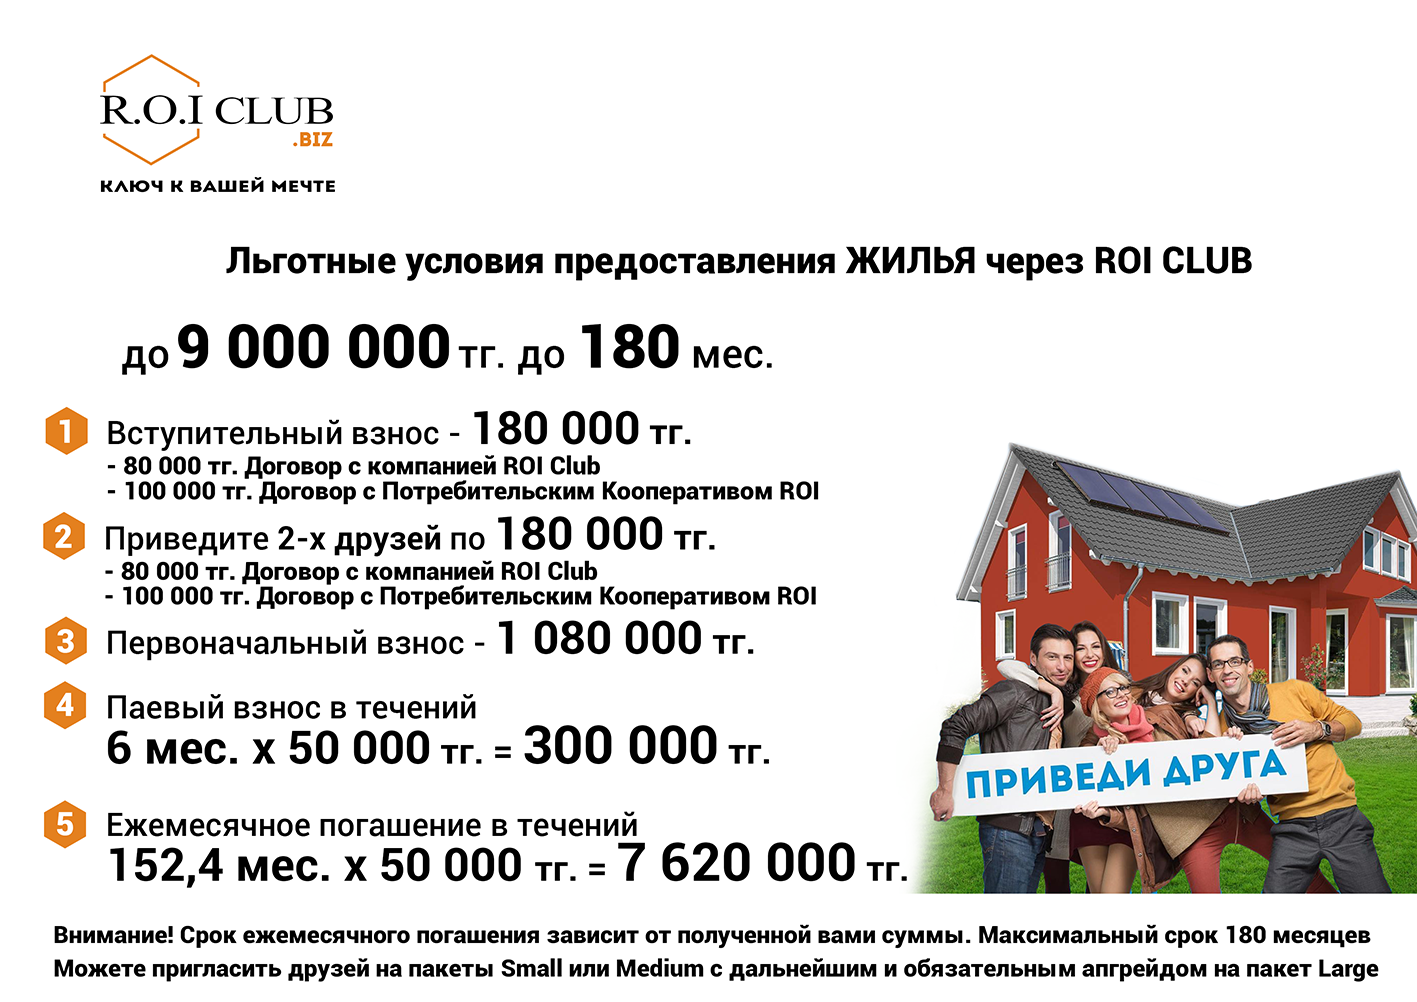 R.O.I CLUB
.BIZ
КЛЮЧ К ВАШЕЙ МЕЧТЕ
Льготные условия предоставления ЖИЛЬЯ через ROI CLUB
до 9 000 000 тг. до 180 мес.
1 Вступительный взнос - 180 000 тг.
- 80 000 тг. Договор с компанией ROI Club
- 100 000 тг. Договор с Потребительским Кооперативом ROI
2 Приведите 2-х друзей по 180 000 тг.
- 80 000 тг. Договор с компанией ROI Club
- 100 000 тг. Договор с Потребительским Кооперативом ROI
3 Первоначальный взнос - 1 080 000 тг.
4 Паевый взнос в течений
6 мес. х 50 000 тг. = 300 000 тг.
5 Ежемесячное погашение в течений
152,4 мес. х 50 000 тг. = 7 620 000 тг.
ПРИВЕДИ ДРУГА
Внимание! Срок ежемесячного погашения зависит от полученной вами суммы. Максимальный срок 180 месяцев
Можете пригласить друзей на пакеты Small или Medium с дальнейшим и обязательным апгрейдом на пакет Large